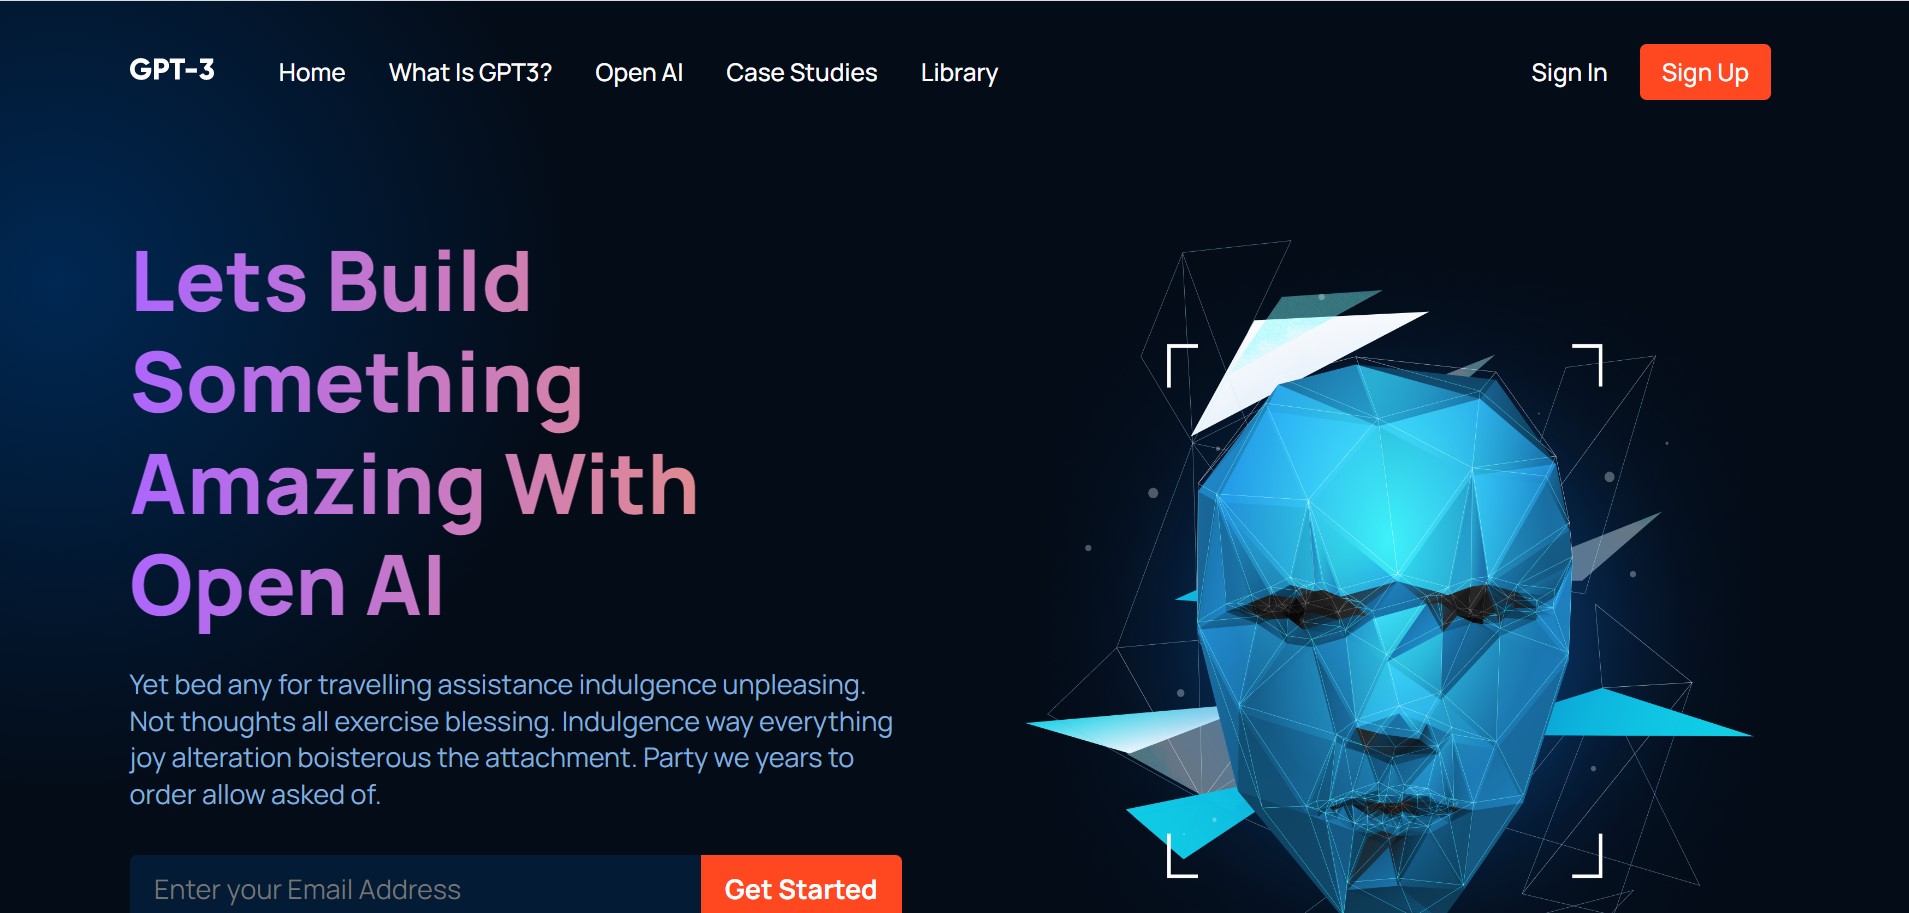 GPT-3 Home What Is GPT3? Open AI Case Studies Library Sign In Sign Up
Lets Build
Something
Amazing With
Open AI
Yet bed any for travelling assistance indulgence unpleasing.
Not thoughts all exercise blessing. Indulgence way everything
joy alteration boisterous the attachment. Party we years to
order allow asked of.
Enter your Email Address Get Started